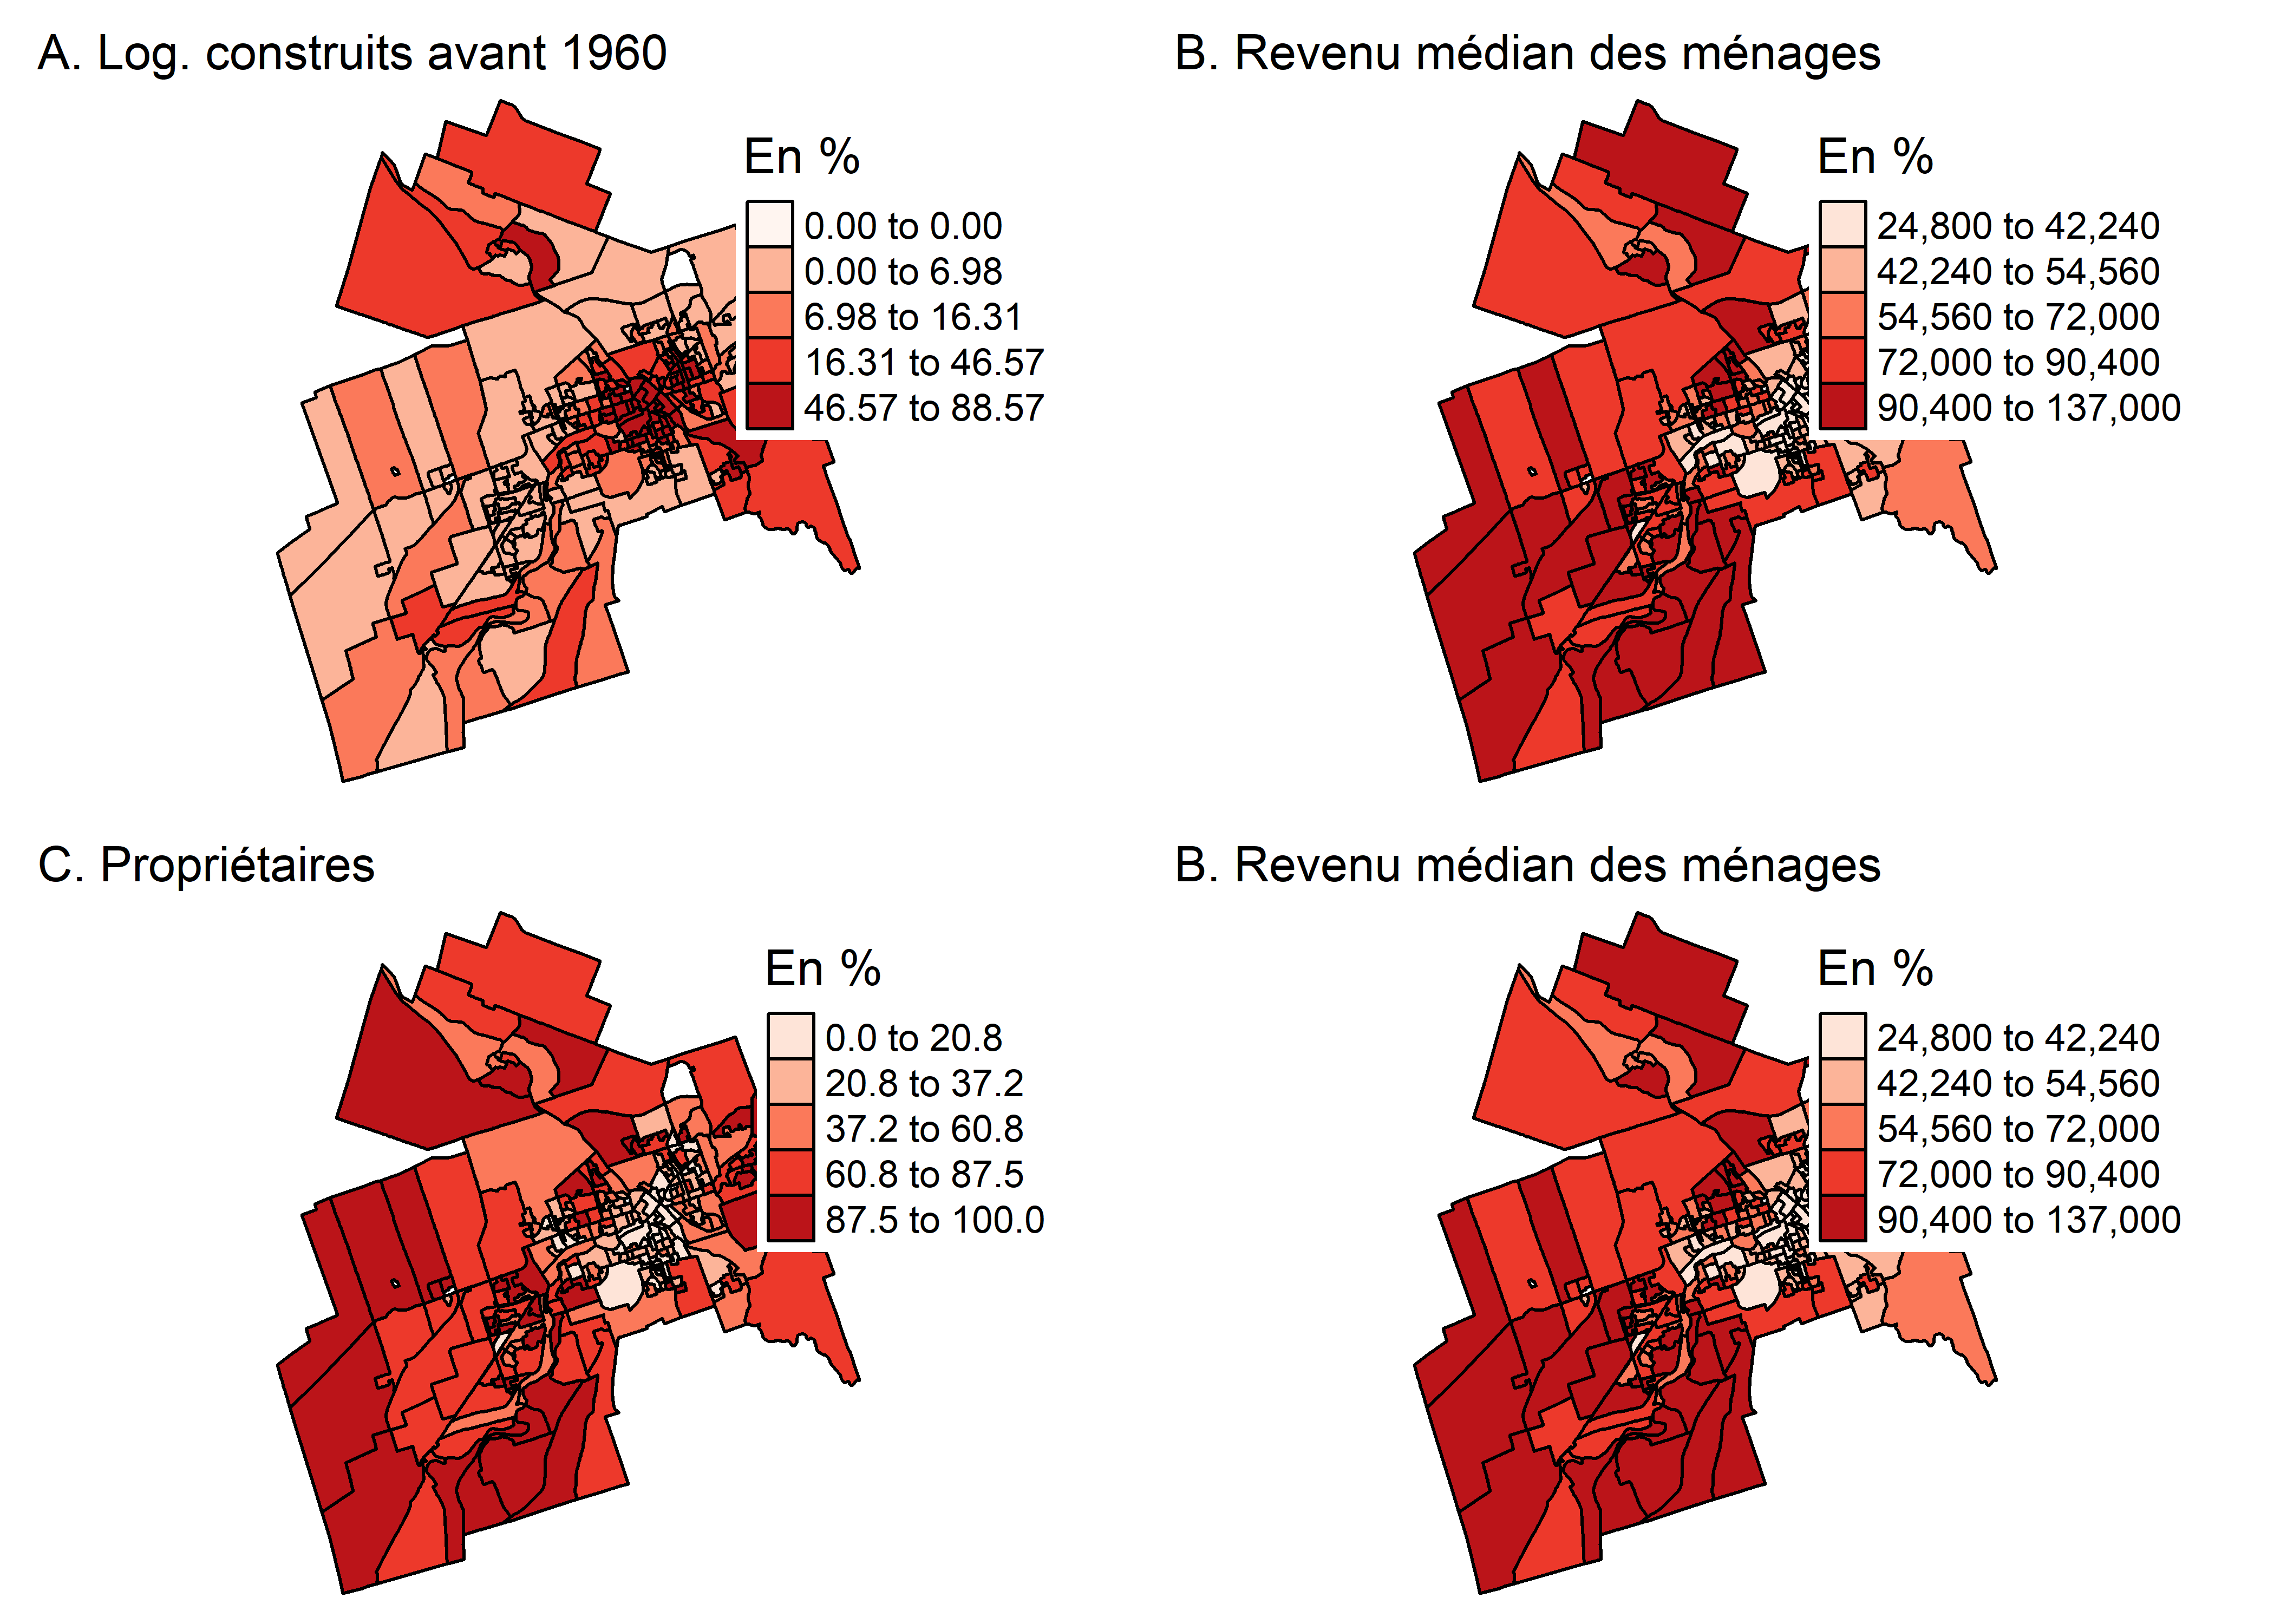 A. Log. construits avant 1960
En %
0.00 to 0.00
0.00 to 6.98
6.98 to 16.31
16.31 to 46.57
46.57 to 88.57
B. Revenu médian des ménages
En %
24,800 to 42,240
42,240 to 54,560
54,560 to 72,000
72,000 to 90,400
90,400 to 137,000
C. Propriétaires
En %
0.0 to 20.8
20.8 to 37.2
37.2 to 60.8
60.8 to 87.5
87.5 to 100.0
B. Revenu médian des ménages
En %
24,800 to 42,240
42,240 to 54,560
54,560 to 72,000
72,000 to 90,400
90,400 to 137,000